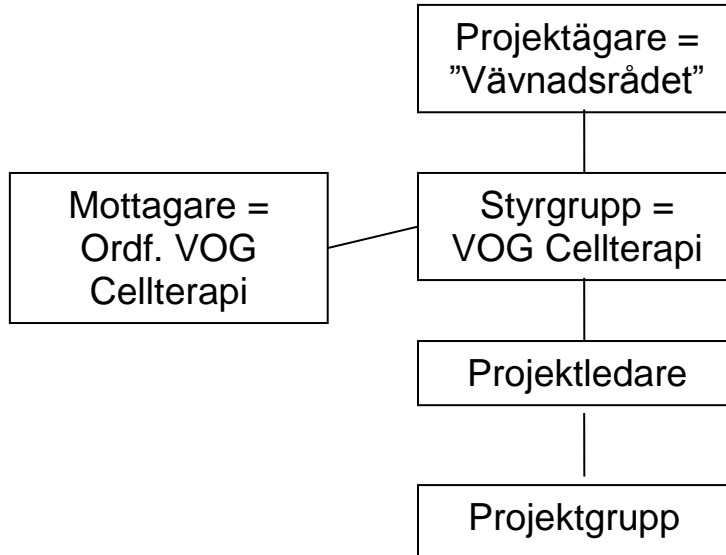 Projektägare =
”Vävnadsrådet”
Mottagare =
Ordf. VOG
Cellterapi
Styrgrupp =
VOG Cellterapi
Projektledare
Projektgrupp